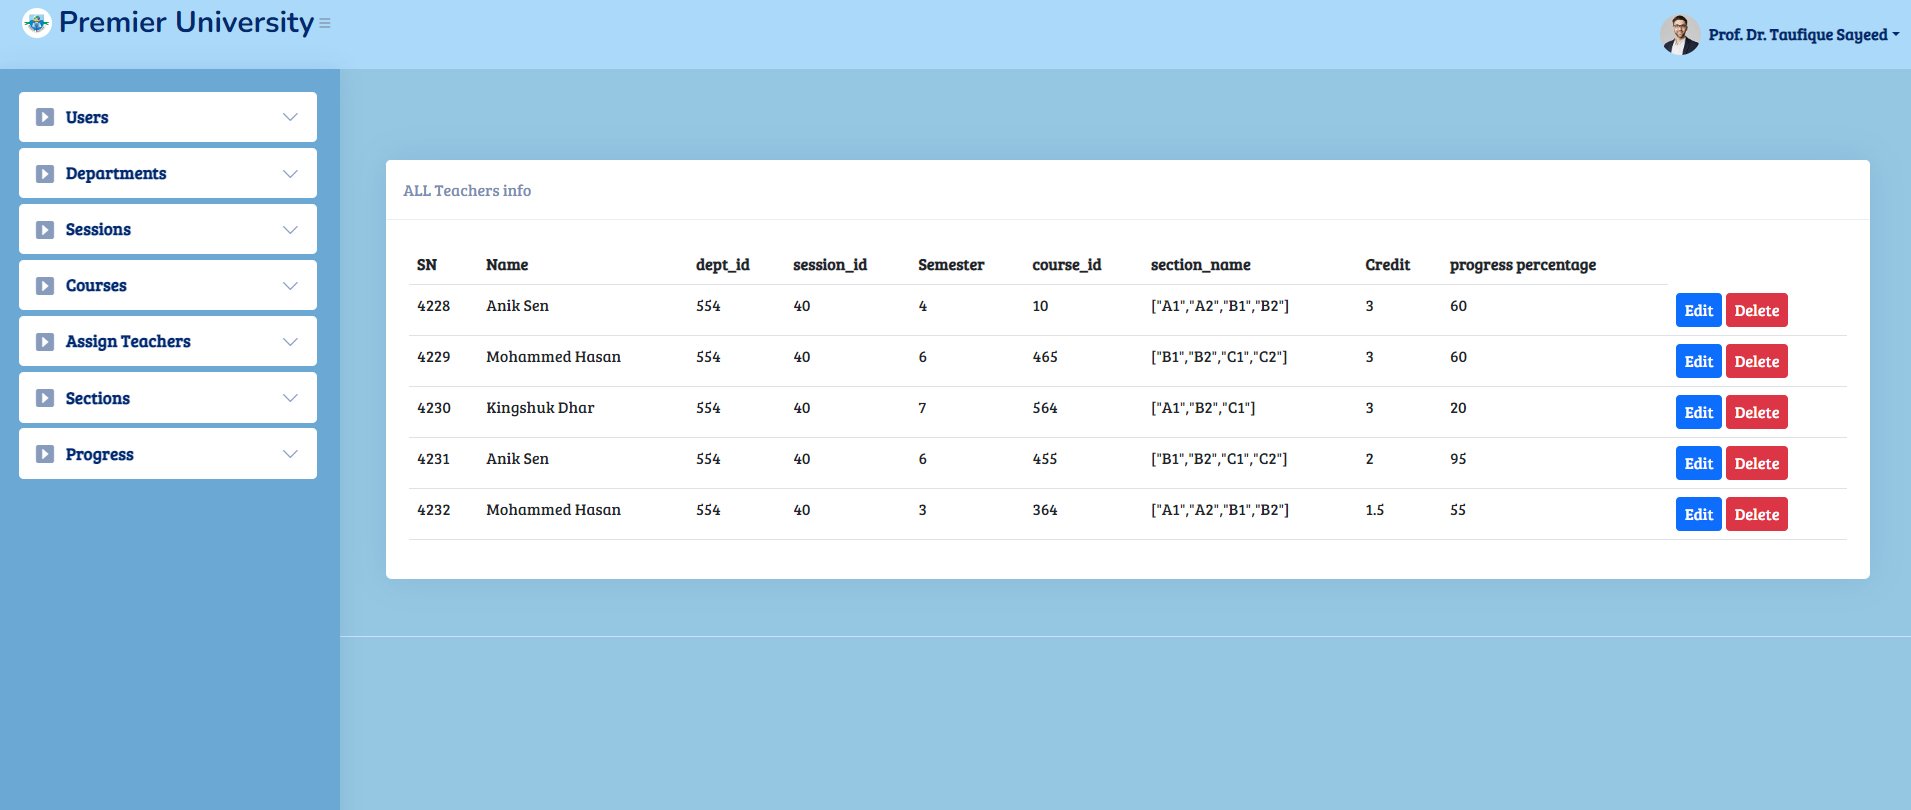 Premier University
Prof. Dr. Taufique Sayeed
Users
Departments
Sessions
Courses
Assign Teachers
Sections
Progress
ALL Teachers info
SN Name dept_id session_id Semester course_id section_name Credit progress percentage
4228 Anik Sen 554 40 4 10 ["A1","A2","B1","B2"] 3 60 Edit Delete
4229 Mohammed Hasan 554 40 6 465 ["B1","B2","C1","C2"] 3 60 Edit Delete
4230 Kingshuk Dhar 554 40 7 564 ["A1","B2","C1"] 3 20 Edit Delete
4231 Anik Sen 554 40 6 455 ["B1","B2","C1","C2"] 2 95 Edit Delete
4232 Mohammed Hasan 554 40 3 364 ["A1","A2","B1","B2"] 1.5 55 Edit Delete